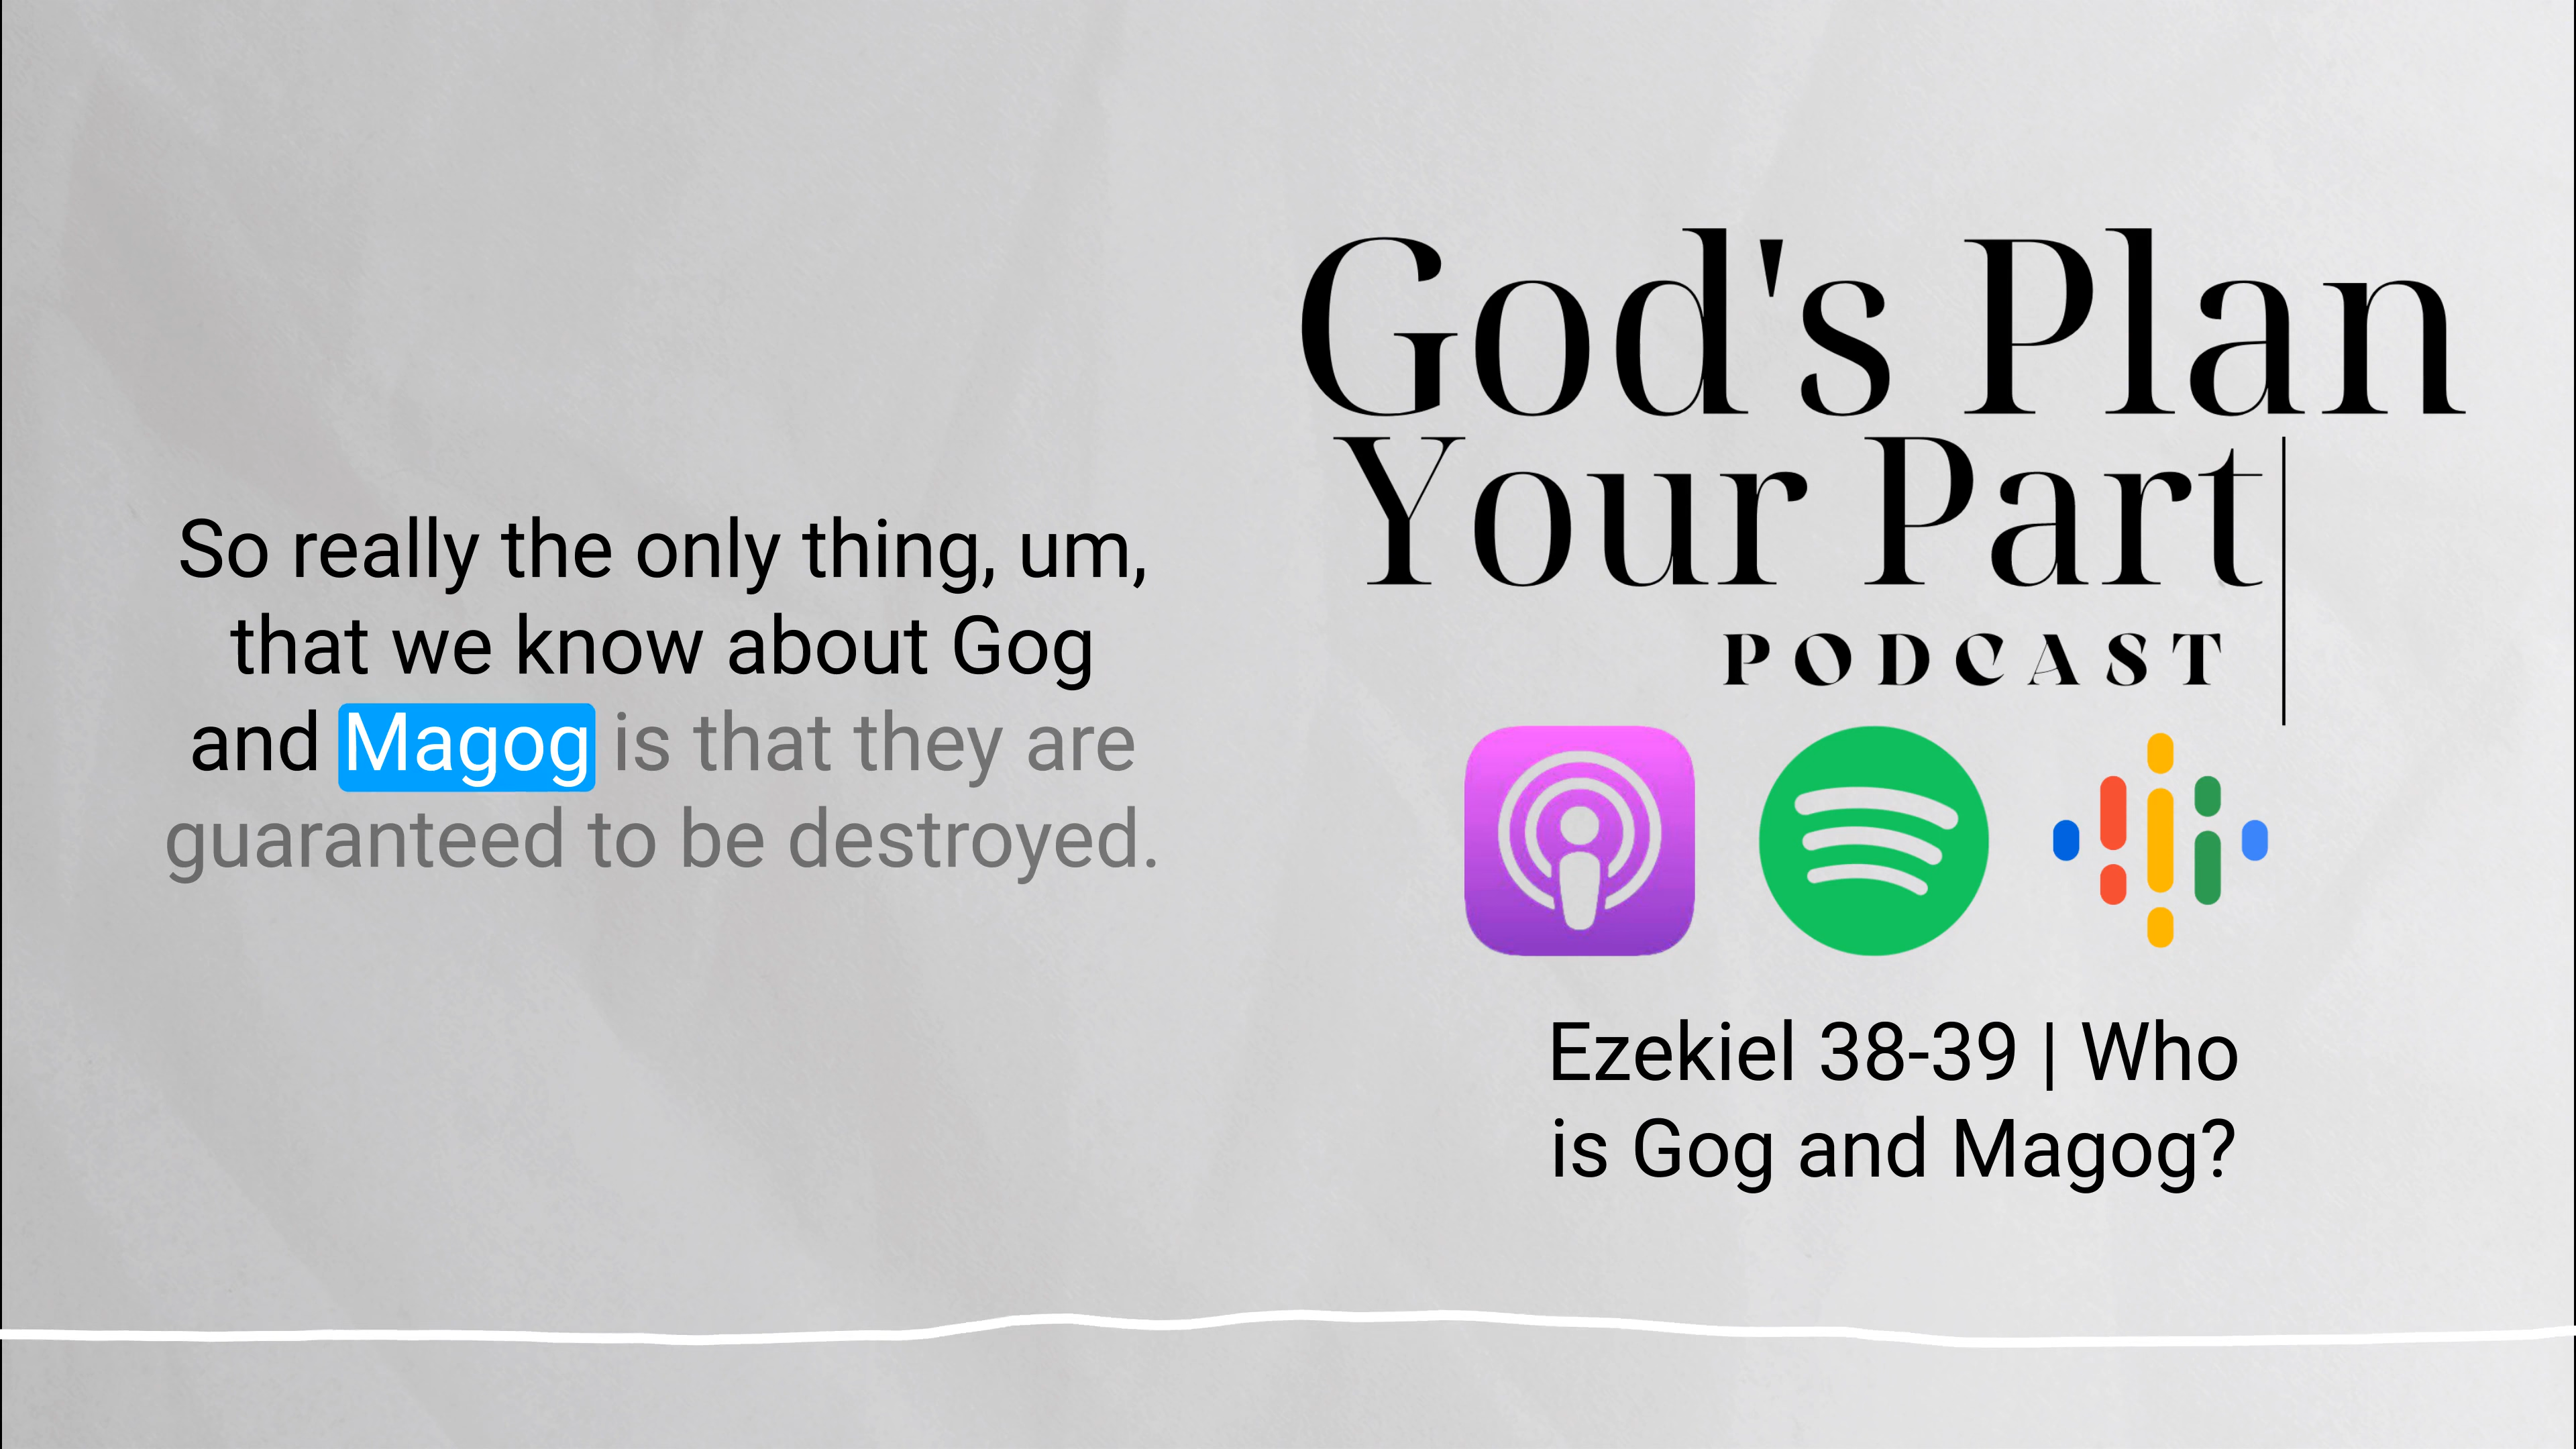 So really the only thing, um,
that we know about Gog
and Magog is that they are
guaranteed to be destroyed.
God's Plan
Your Part
PODCAST
Ezekiel 38-39 | Who
is Gog and Magog?